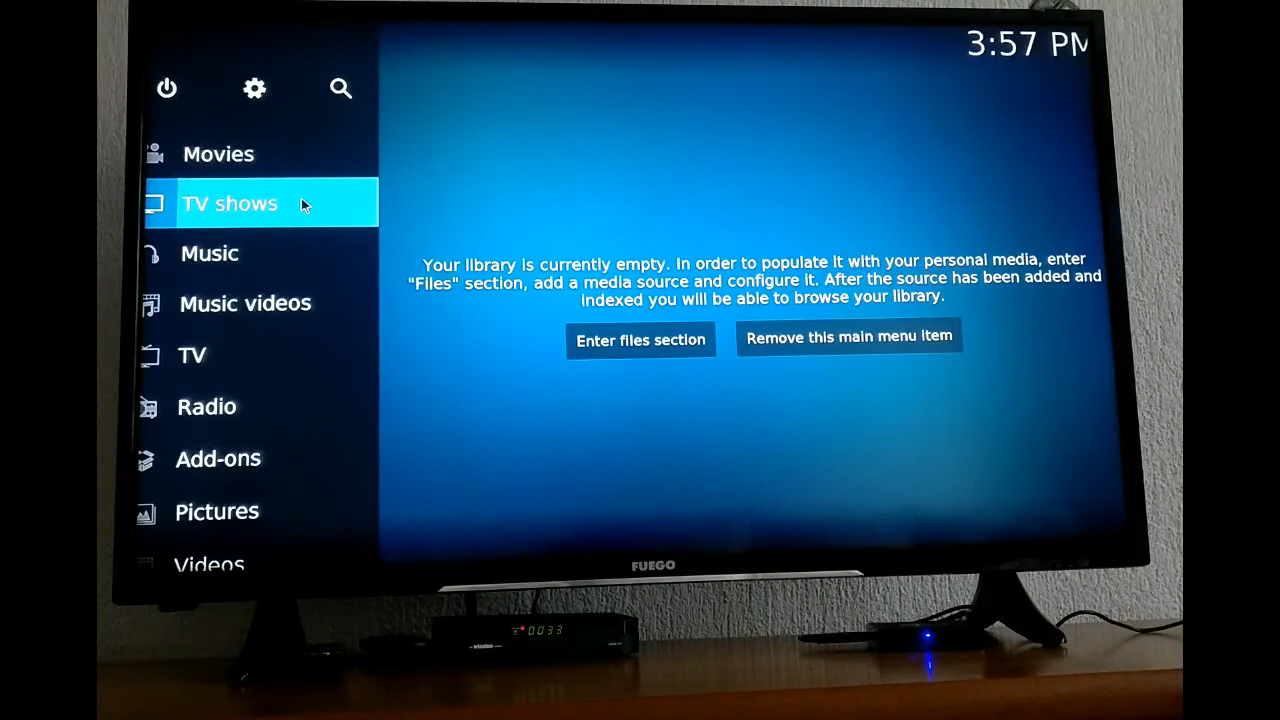 3:57 PM
Movies
TV shows
Music
Music videos
TV
Radio
Add-ons
Pictures
Videos
Your library is currently empty. In order to populate it with your personal media, enter
"Files" section, add a media source and configure it. After the source has been added and
indexed you will be able to browse your library.
Enter files section
Remove this main menu item
FUEGO
0033